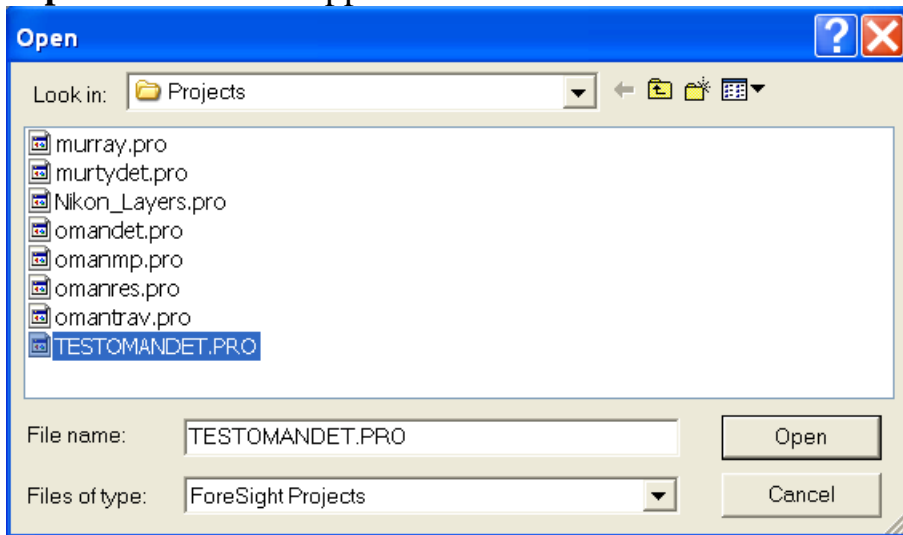 Open
Look in: Projects
murray.pro
murtydet.pro
Nikon_Layers.pro
omandet.pro
omanmp.pro
omanres.pro
omantrav.pro
TESTOMANDET.PRO
File name: TESTOMANDET.PRO Open
Files of type: ForeSight Projects Cancel